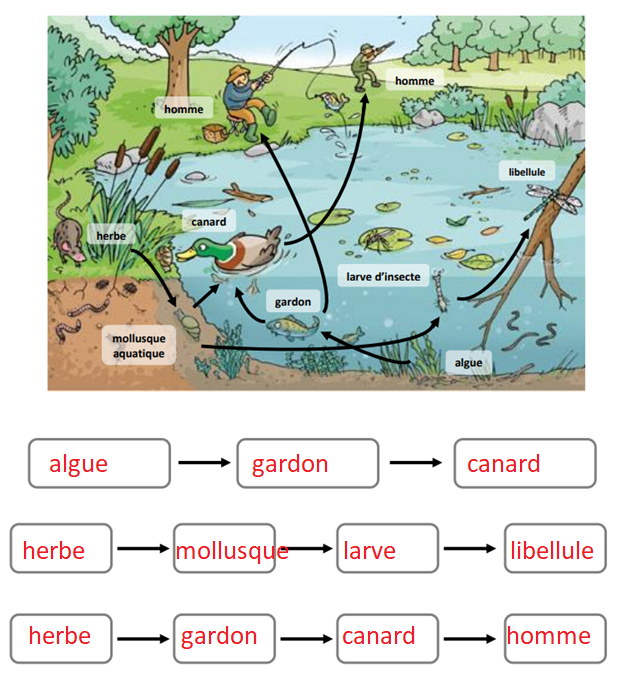 homme
homme
libellule
canard
herbe
larve d’insecte
gardon
mollusque
aquatique
algue
algue gardon canard
herbe mollusque larve libellule
herbe gardon canard homme